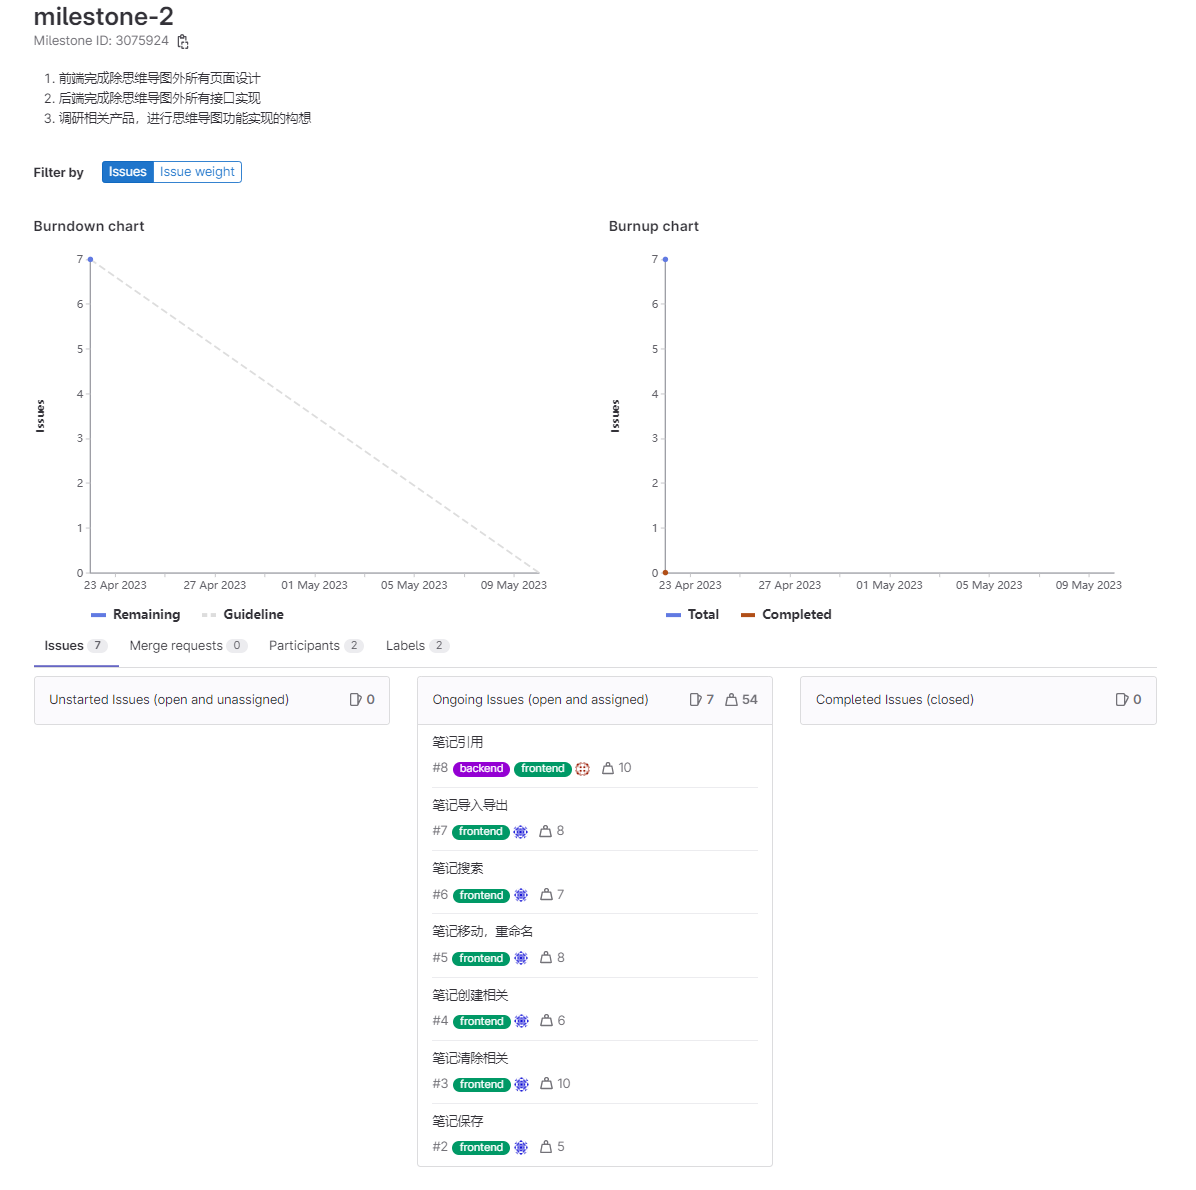 milestone-2
Milestone ID: 3075924
1. 前端完成除思维导图外所有页面设计
2. 后端完成除思维导图外所有接口实现
3. 调研相关产品，进行思维导图功能实现的构想
Filter by Issues Issue weight
Burndown chart
7
6
5
4
3
2
1
0
Issues
23 Apr 2023 27 Apr 2023 01 May 2023 05 May 2023 09 May 2023
Remaining Guideline
Burnup chart
7
6
5
4
3
2
1
0
Issues
23 Apr 2023 27 Apr 2023 01 May 2023 05 May 2023 09 May 2023
Total Completed
Issues 7 Merge requests 0 Participants 2 Labels 2
Unstarted Issues (open and unassigned) 0
Ongoing Issues (open and assigned) 7 54
笔记引用
#8 backend frontend 10
笔记导入导出
#7 frontend 8
笔记搜索
#6 frontend 7
笔记移动，重命名
#5 frontend 8
笔记创建相关
#4 frontend 6
笔记清除相关
#3 frontend 10
笔记保存
#2 frontend 5
Completed Issues (closed) 0